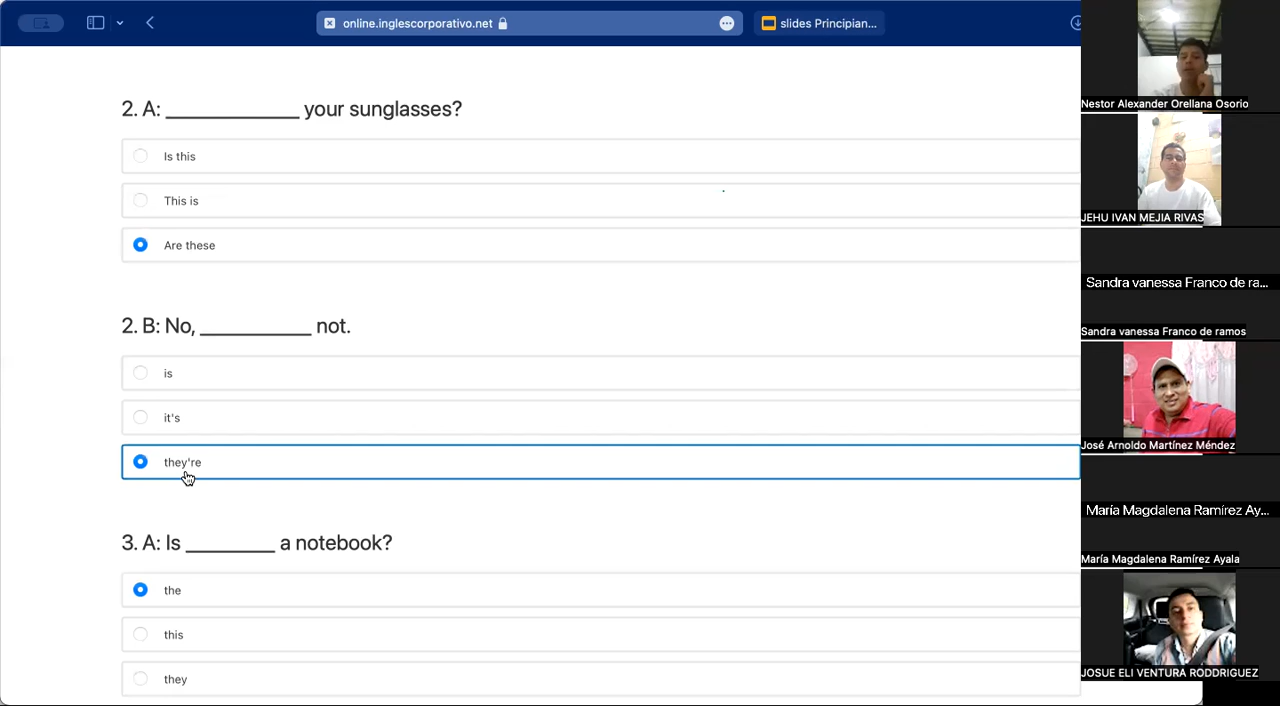 online.inglescorporativo.net
slides Principian...
2. A: ______________ your sunglasses?
Is this
This is
Are these
2. B: No, ___________ not.
is
it's
they're
3. A: Is _________ a notebook?
the
this
they
Nestor Alexander Orellana Osorio
JEHU IVAN MEJIA RIVAS
Sandra vanessa Franco de ra...
Sandra vanessa Franco de ramos
José Arnoldo Martínez Méndez
María Magdalena Ramírez Ay...
María Magdalena Ramírez Ayala
JOSUE ELI VENTURA RODDRIGUEZ